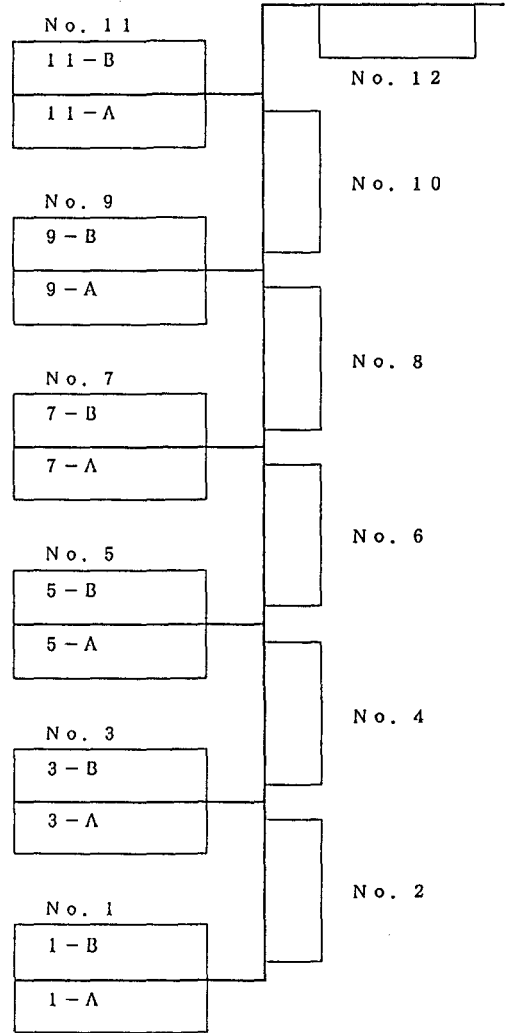 No. 11
11-B
No. 12
11-A
No. 10
No. 9
9-B
9-A
No. 8
No. 7
7-B
7-A
No. 6
No. 5
5-B
5-A
No. 4
No. 3
3-B
3-A
No. 2
No. 1
1-B
1-A